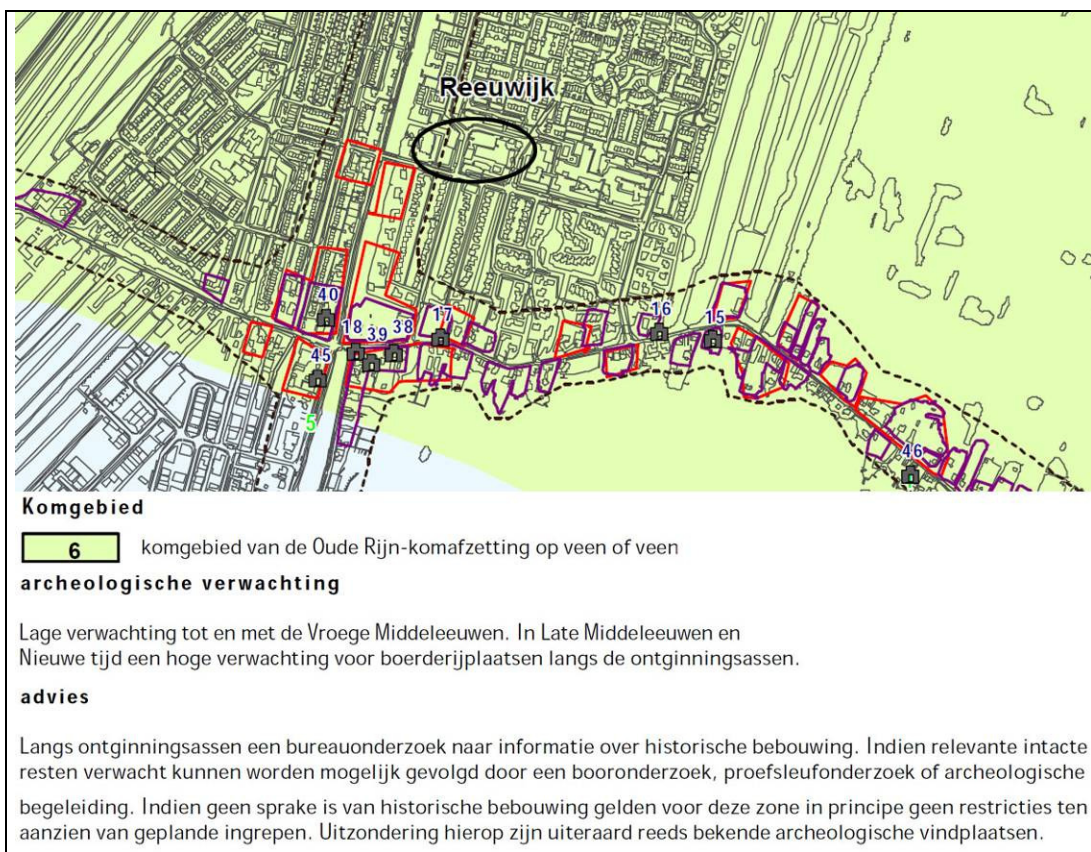 Reeuwijk
40
18
39
38
17
16
15
45
5
46
Komgebied
6 komgebied van de Oude Rijn-komafzetting op veen of veen
archeologische verwachting
Lage verwachting tot en met de Vroege Middeleeuwen. In Late Middeleeuwen en
Nieuwe tijd een hoge verwachting voor boerderijplaatsen langs de ontginningsassen.
advies
Langs ontginningsassen een bureauonderzoek naar informatie over historische bebouwing. Indien relevante intacte
resten verwacht kunnen worden mogelijk gevolgd door een booronderzoek, proefsleufonderzoek of archeologische
begeleiding. Indien geen sprake is van historische bebouwing gelden voor deze zone in principe geen restricties ten
aanzien van geplande ingrepen. Uitzondering hierop zijn uiteraard reeds bekende archeologische vindplaatsen.